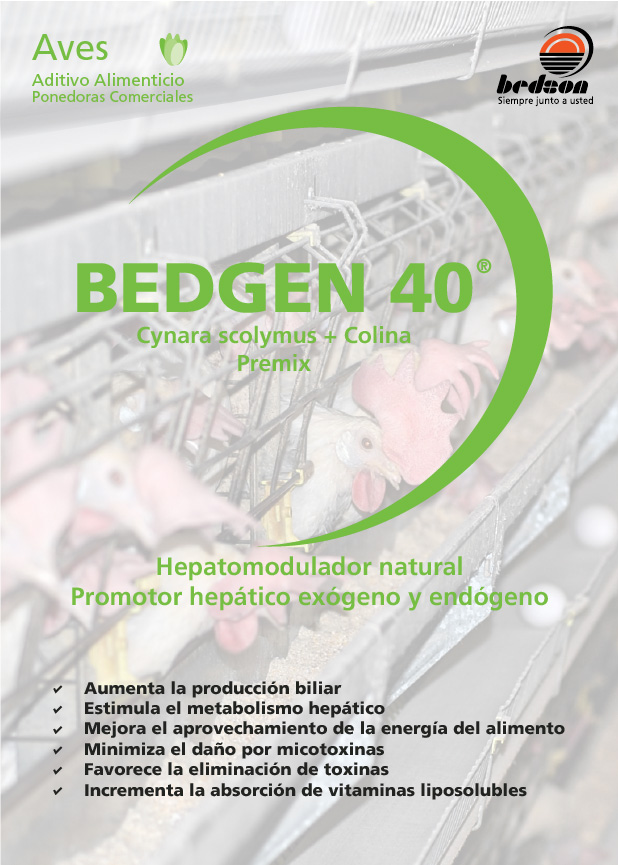 Aves
Aditivo Alimenticio
Ponedoras Comerciales
bedson
Siempre junto a usted
BEDGEN 40®
Cynara scolymus + Colina
Premix
Hepatomodulador natural
Promotor hepático exógeno y endógeno
Aumenta la producción biliar
Estimula el metabolismo hepático
Mejora el aprovechamiento de la energía del alimento
Minimiza el daño por micotoxinas
Favorece la eliminación de toxinas
Incrementa la absorción de vitaminas liposolubles